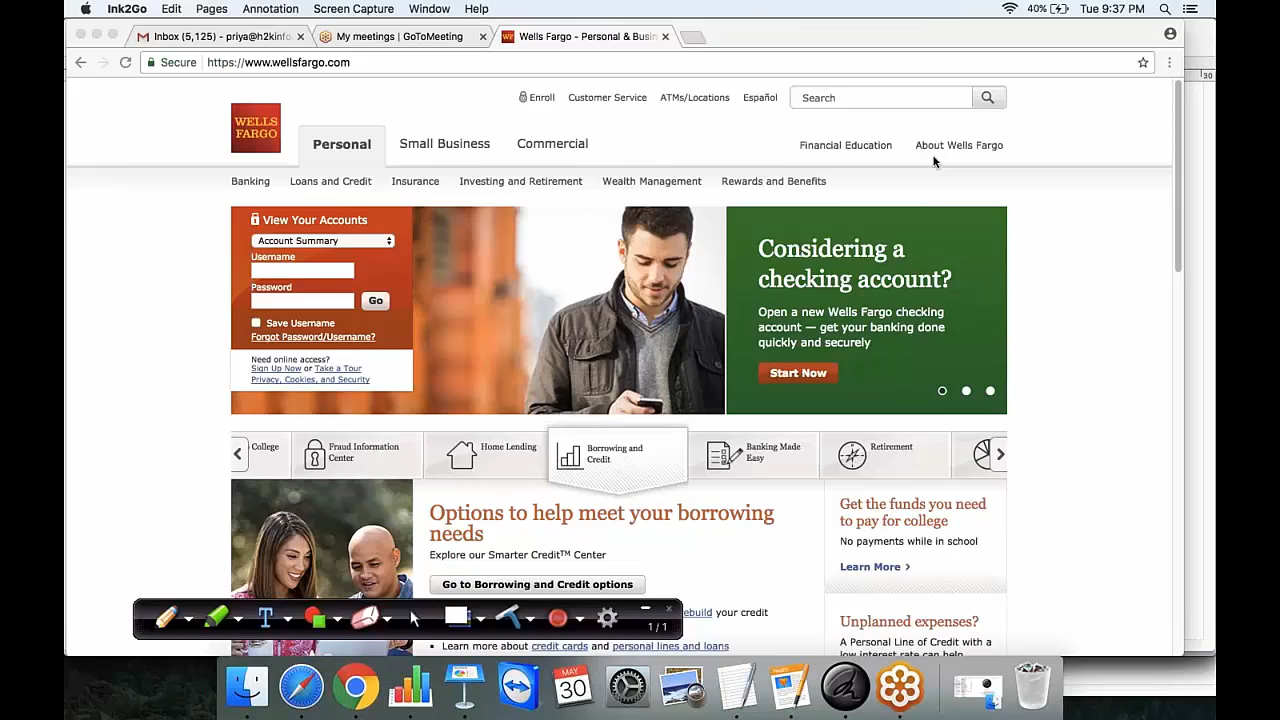 Ink2Go Edit Pages Annotation Screen Capture Window Help 40% Tue 9:37 PM
Inbox (5,125) - priya@h2kinfo
My meetings | GoToMeeting
Wells Fargo - Personal & Busin
Secure https://www.wellsfargo.com
30
Enroll Customer Service ATMs/Locations Español Search
WELLS
FARGO
Personal Small Business Commercial
Financial Education About Wells Fargo
Banking Loans and Credit Insurance Investing and Retirement Wealth Management Rewards and Benefits
View Your Accounts
Account Summary
Username
Password
Go
Save Username
Forgot Password/Username?
Need online access?
Sign Up Now or Take a Tour
Privacy, Cookies, and Security
Considering a
checking account?
Open a new Wells Fargo checking
account — get your banking done
quickly and securely
Start Now
College
Fraud Information
Center
Home Lending
Borrowing and
Credit
Banking Made
Easy
Retirement
Options to help meet your borrowing
needs
Explore our Smarter Credit™ Center
Go to Borrowing and Credit options
rebuild your credit
Learn more about credit cards and personal lines and loans
Get the funds you need
to pay for college
No payments while in school
Learn More
Unplanned expenses?
A Personal Line of Credit with a
low interest rate can help
T
1 / 1
MAY
30